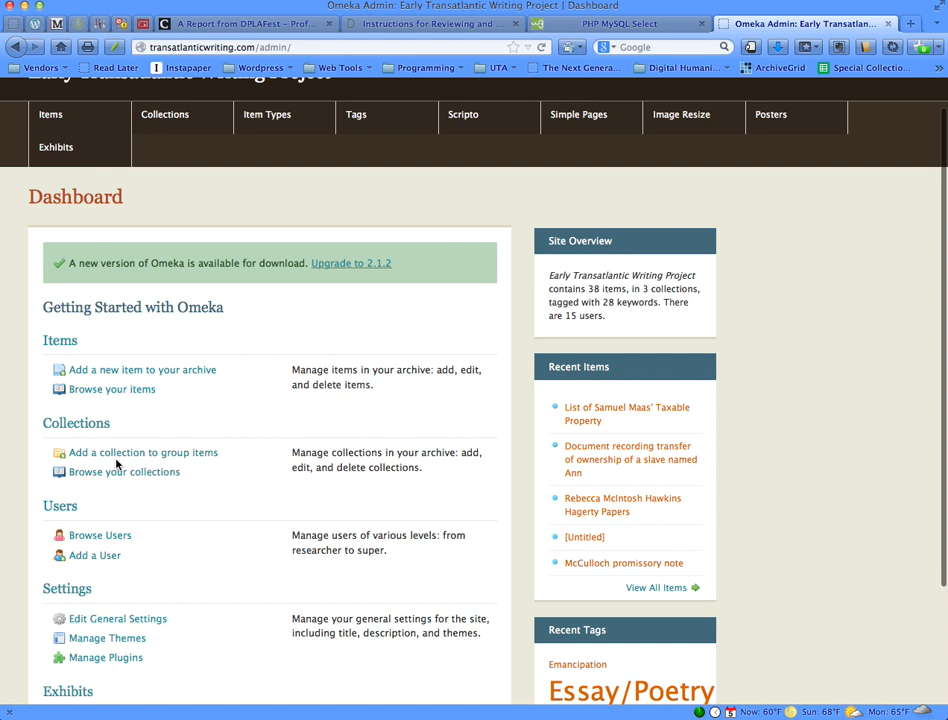 Omeka Admin: Early Transatlantic Writing Project | Dashboard
A Report from DPLAFest – Prof...
Instructions for Reviewing and ...
PHP MySQL Select
Omeka Admin: Early Transatlan...
transatlanticwriting.com/admin/
Google
Vendors
Read Later
Instapaper
Wordpress
Web Tools
Programming
UTA
The Next Genera...
Digital Humani...
ArchiveGrid
Special Collectio...
Early Transatlantic Writing Project
Items
Collections
Item Types
Tags
Scripto
Simple Pages
Image Resize
Posters
Exhibits
Dashboard
A new version of Omeka is available for download. Upgrade to 2.1.2
Getting Started with Omeka
Items
Add a new item to your archive
Browse your items
Manage items in your archive: add, edit,
and delete items.
Collections
Add a collection to group items
Browse your collections
Manage collections in your archive: add,
edit, and delete collections.
Users
Browse Users
Add a User
Manage users of various levels: from
researcher to super.
Settings
Edit General Settings
Manage Themes
Manage Plugins
Manage your general settings for the site,
including title, description, and themes.
Exhibits
Site Overview
Early Transatlantic Writing Project
contains 38 items, in 3 collections,
tagged with 28 keywords. There
are 15 users.
Recent Items
List of Samuel Maas' Taxable
Property
Document recording transfer
of ownership of a slave named
Ann
Rebecca McIntosh Hawkins
Hagerty Papers
[Untitled]
McCulloch promissory note
View All Items
Recent Tags
Emancipation
Essay/Poetry
Now: 60°F
Sun: 68°F
Mon: 65°F